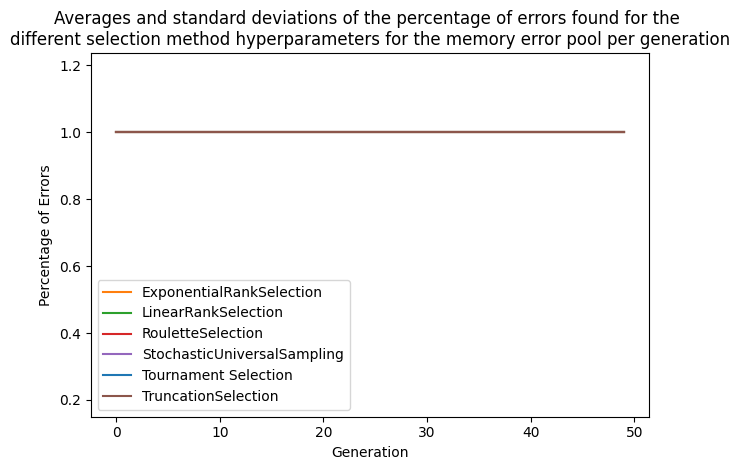 Averages and standard deviations of the percentage of errors found for the
different selection method hyperparameters for the memory error pool per generation
1.2
1.0
0.8
0.6
0.4
0.2
Percentage of Errors
ExponentialRankSelection
LinearRankSelection
RouletteSelection
StochasticUniversalSampling
Tournament Selection
TruncationSelection
0 10 20 30 40 50
Generation